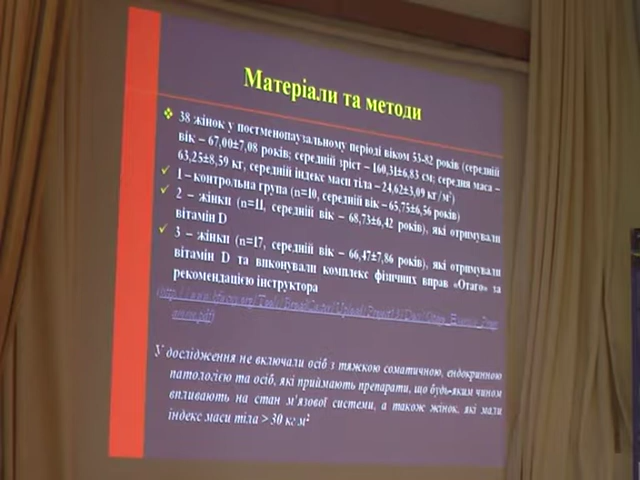 Матеріали та методи
38 жінок у постменопаузальному періоді віком 53-82 років (середній
вік – 67,00±7,08 років; середній зріст – 160,31±6,83 см; середня маса –
63,25±8,59 кг, середній індекс маси тіла – 24,62±3,09 кг/м²)
1 – контрольна група (n=10, середній вік – 65,75±6,56 років)
2 – жінки (n=11, середній вік – 68,73±6,42 років), які отримували
вітамін D
3 – жінки (n=17, середній вік – 66,47±7,86 років), які отримували
вітамін D та виконували комплекс фізичних вправ «Отаго» за
рекомендацією інструктора
У дослідження не включали осіб з тяжкою соматичною, ендокринною
патологією та осіб, які приймають препарати, що будь-яким чином
впливають на стан м'язової системи, а також жінок, які мали
індекс маси тіла > 30 кг/м²